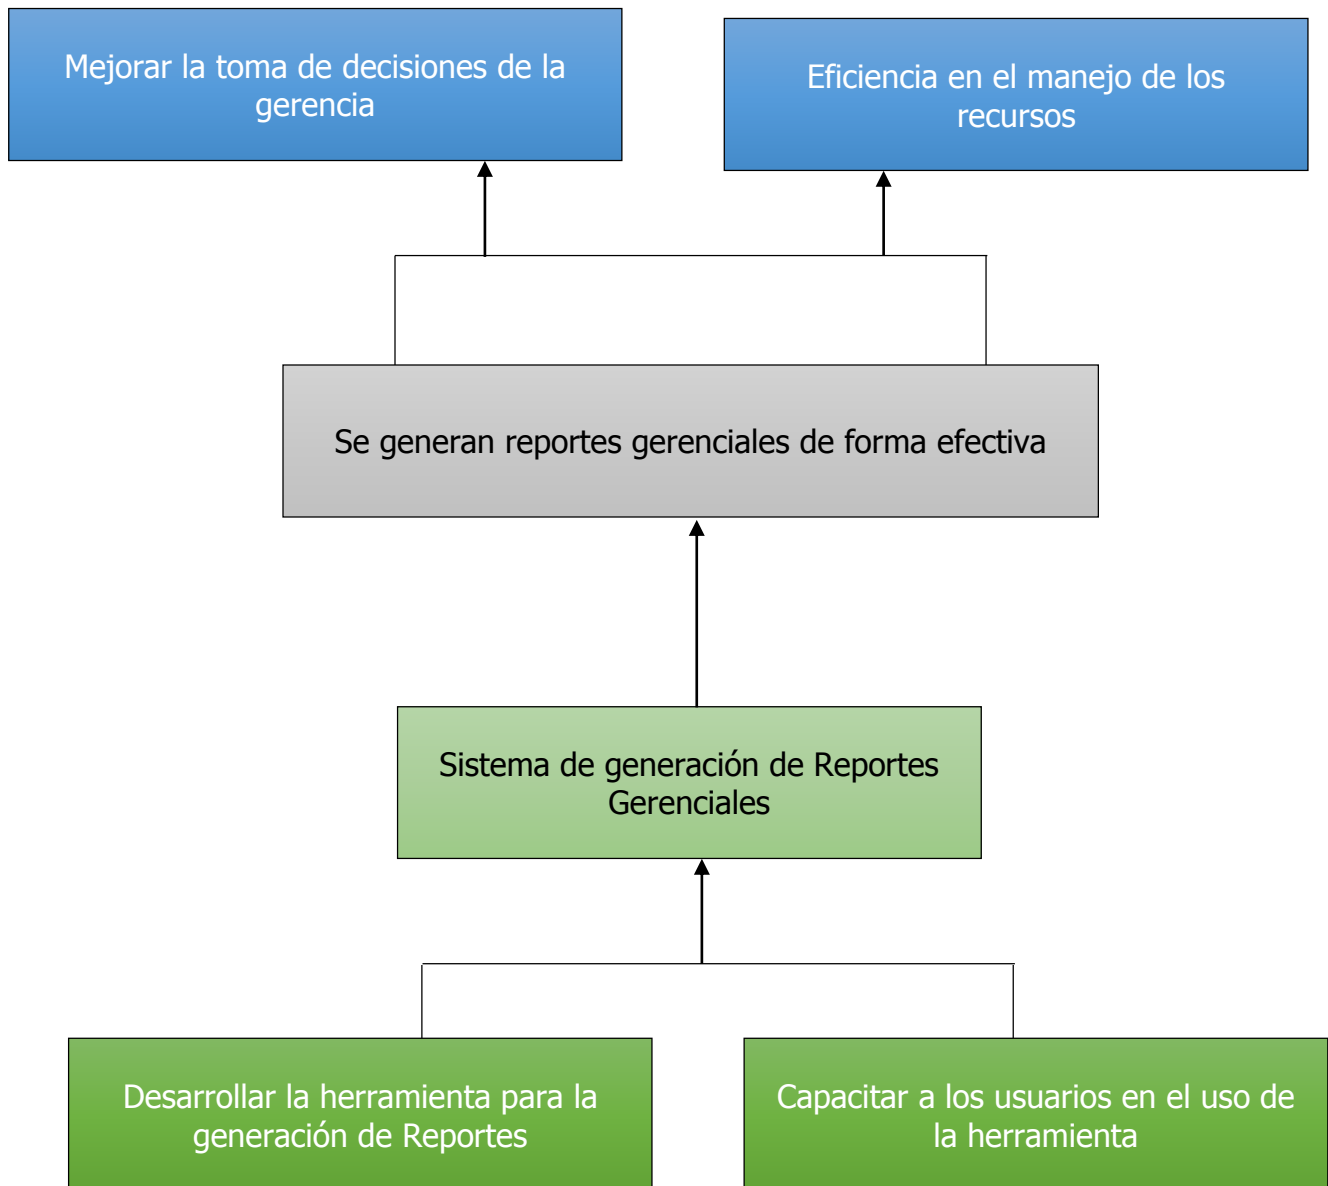 Mejorar la toma de decisiones de la
gerencia
Eficiencia en el manejo de los
recursos
Se generan reportes gerenciales de forma efectiva
Sistema de generación de Reportes
Gerenciales
Desarrollar la herramienta para la
generación de Reportes
Capacitar a los usuarios en el uso de
la herramienta